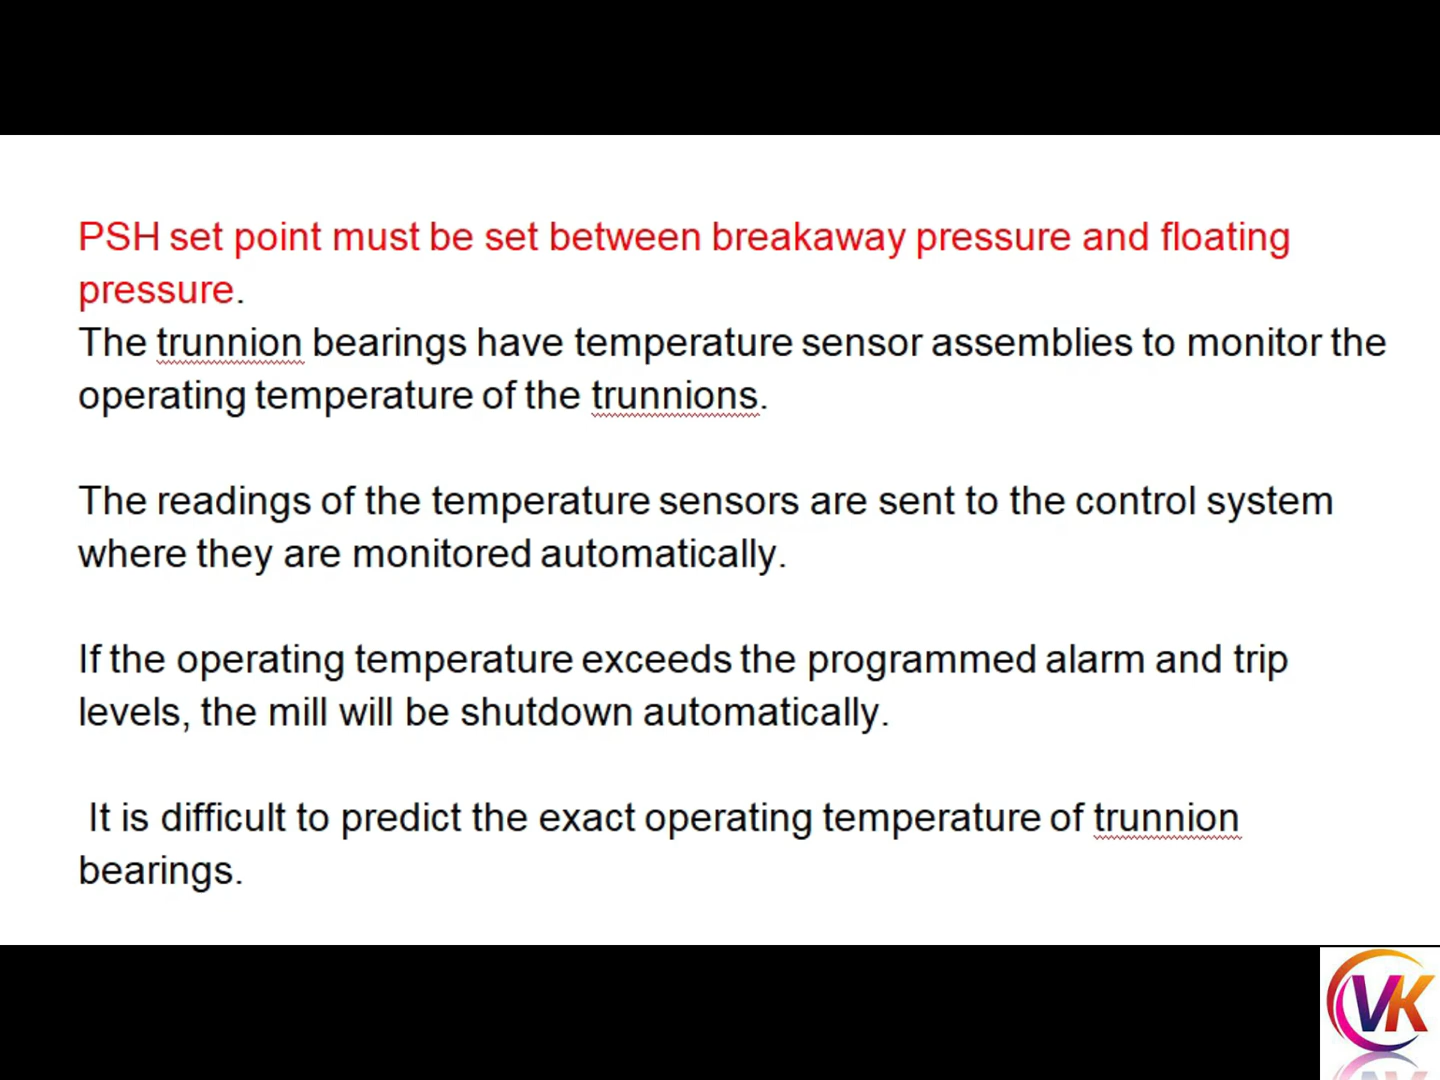 PSH set point must be set between breakaway pressure and floating
pressure.
The trunnion bearings have temperature sensor assemblies to monitor the
operating temperature of the trunnions.
The readings of the temperature sensors are sent to the control system
where they are monitored automatically.
If the operating temperature exceeds the programmed alarm and trip
levels, the mill will be shutdown automatically.
It is difficult to predict the exact operating temperature of trunnion
bearings.
VK